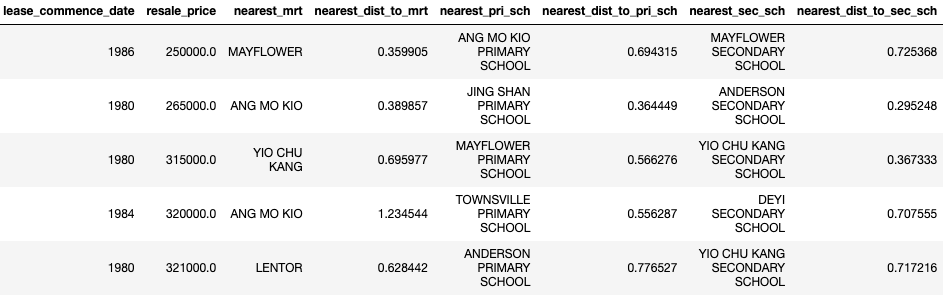 lease_commence_date resale_price nearest_mrt nearest_dist_to_mrt nearest_pri_sch nearest_dist_to_pri_sch nearest_sec_sch nearest_dist_to_sec_sch
1986 250000.0 MAYFLOWER 0.359905 ANG MO KIO PRIMARY SCHOOL 0.694315 MAYFLOWER SECONDARY SCHOOL 0.725368
1980 265000.0 ANG MO KIO 0.389857 JING SHAN PRIMARY SCHOOL 0.364449 ANDERSON SECONDARY SCHOOL 0.295248
1980 315000.0 YIO CHU KANG 0.695977 MAYFLOWER PRIMARY SCHOOL 0.566276 YIO CHU KANG SECONDARY SCHOOL 0.367333
1984 320000.0 ANG MO KIO 1.234544 TOWNSVILLE PRIMARY SCHOOL 0.556287 DEYI SECONDARY SCHOOL 0.707555
1980 321000.0 LENTOR 0.628442 ANDERSON PRIMARY SCHOOL 0.776527 YIO CHU KANG SECONDARY SCHOOL 0.717216